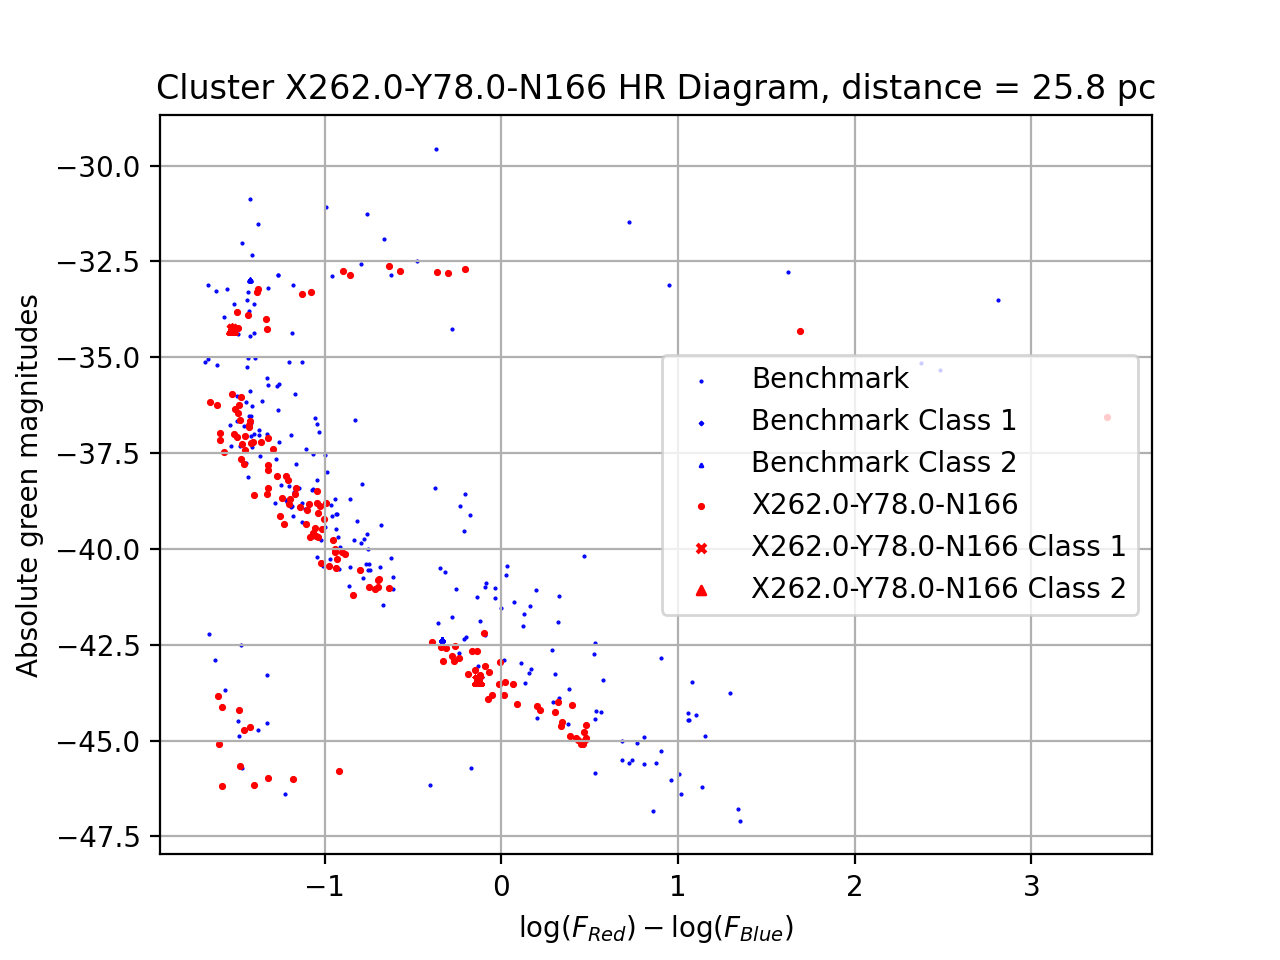 Cluster X262.0-Y78.0-N166 HR Diagram, distance = 25.8 pc
Absolute green magnitudes
−30.0
−32.5
−35.0
−37.5
−40.0
−42.5
−45.0
−47.5
Benchmark
Benchmark Class 1
Benchmark Class 2
X262.0-Y78.0-N166
X262.0-Y78.0-N166 Class 1
X262.0-Y78.0-N166 Class 2
−1 0 1 2 3
log(F_Red) − log(F_Blue)